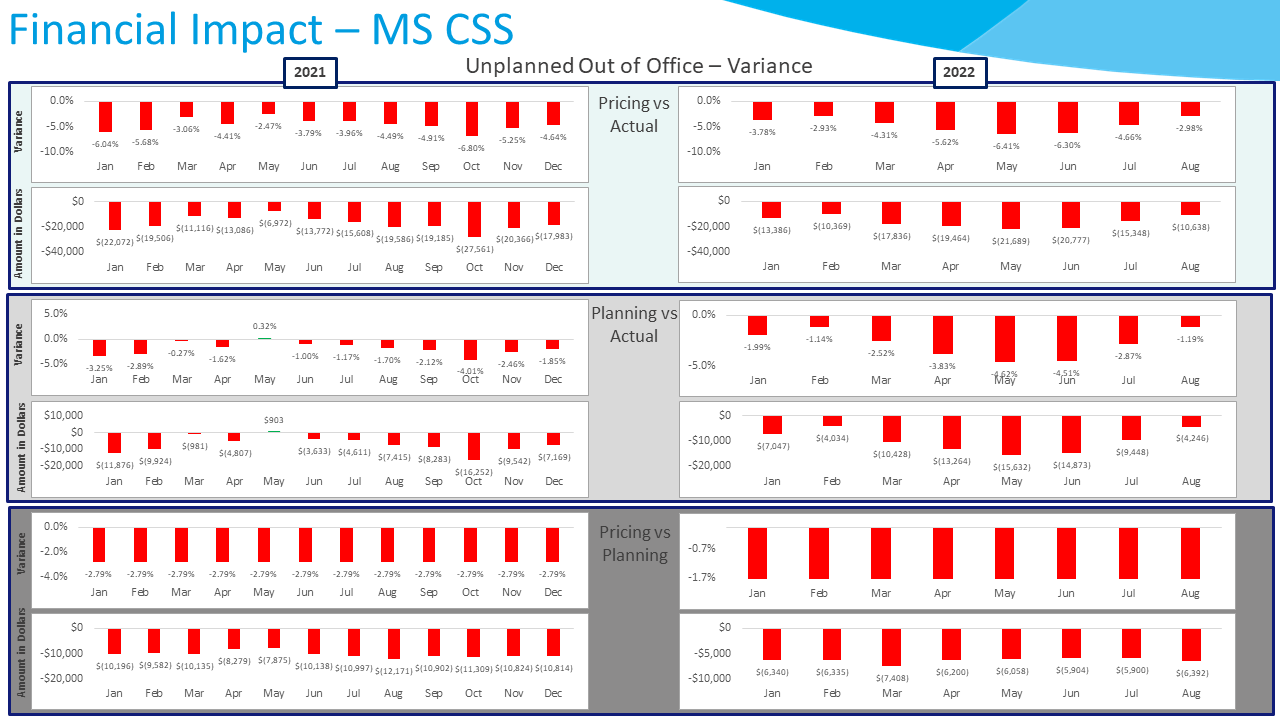 Financial Impact – MS CSS
Unplanned Out of Office – Variance
2021
2022
Pricing vs
Actual
Variance
0.0%
-5.0%
-10.0%
-6.04% -5.68% -3.06% -4.41% -2.47% -3.79% -3.96% -4.49% -4.91% -6.80% -5.25% -4.64%
Jan Feb Mar Apr May Jun Jul Aug Sep Oct Nov Dec
0.0%
-5.0%
-10.0%
-3.78% -2.93% -4.31% -5.62% -6.41% -6.30% -4.66% -2.98%
Jan Feb Mar Apr May Jun Jul Aug
Amount in Dollars
$0
-$20,000
-$40,000
$(22,072) $(19,506) $(11,116) $(13,086) $(6,972) $(13,772) $(15,608) $(19,586) $(19,185) $(27,561) $(20,366) $(17,983)
Jan Feb Mar Apr May Jun Jul Aug Sep Oct Nov Dec
$0
-$20,000
-$40,000
$(13,386) $(10,369) $(17,836) $(19,464) $(21,689) $(20,777) $(15,348) $(10,638)
Jan Feb Mar Apr May Jun Jul Aug
Planning vs
Actual
Variance
5.0%
0.0%
-5.0%
-3.25% -2.89% -0.27% -1.62% 0.32% -1.00% -1.17% -1.70% -2.12% -4.01% -2.46% -1.85%
Jan Feb Mar Apr May Jun Jul Aug Sep Oct Nov Dec
0.0%
-5.0%
-1.99% -1.14% -2.52% -3.83% -4.62% -4.51% -2.87% -1.19%
Jan Feb Mar Apr May Jun Jul Aug
Amount in Dollars
$10,000
$0
-$10,000
-$20,000
$(11,876) $(9,924) $(981) $(4,807) $903 $(3,633) $(4,611) $(7,415) $(8,283) $(16,252) $(9,542) $(7,169)
Jan Feb Mar Apr May Jun Jul Aug Sep Oct Nov Dec
$0
-$10,000
-$20,000
$(7,047) $(4,034) $(10,428) $(13,264) $(15,632) $(14,873) $(9,448) $(4,246)
Jan Feb Mar Apr May Jun Jul Aug
Pricing vs
Planning
Variance
0.0%
-2.0%
-4.0%
-2.79% -2.79% -2.79% -2.79% -2.79% -2.79% -2.79% -2.79% -2.79% -2.79% -2.79% -2.79%
Jan Feb Mar Apr May Jun Jul Aug Sep Oct Nov Dec
-0.7%
-1.7%
Jan Feb Mar Apr May Jun Jul Aug
Amount in Dollars
$0
-$10,000
-$20,000
$(10,196) $(9,582) $(10,135) $(8,279) $(7,875) $(10,138) $(10,997) $(12,171) $(10,902) $(11,309) $(10,824) $(10,814)
Jan Feb Mar Apr May Jun Jul Aug Sep Oct Nov Dec
$0
-$5,000
-$10,000
$(6,340) $(6,335) $(7,408) $(6,200) $(6,058) $(5,904) $(5,900) $(6,392)
Jan Feb Mar Apr May Jun Jul Aug